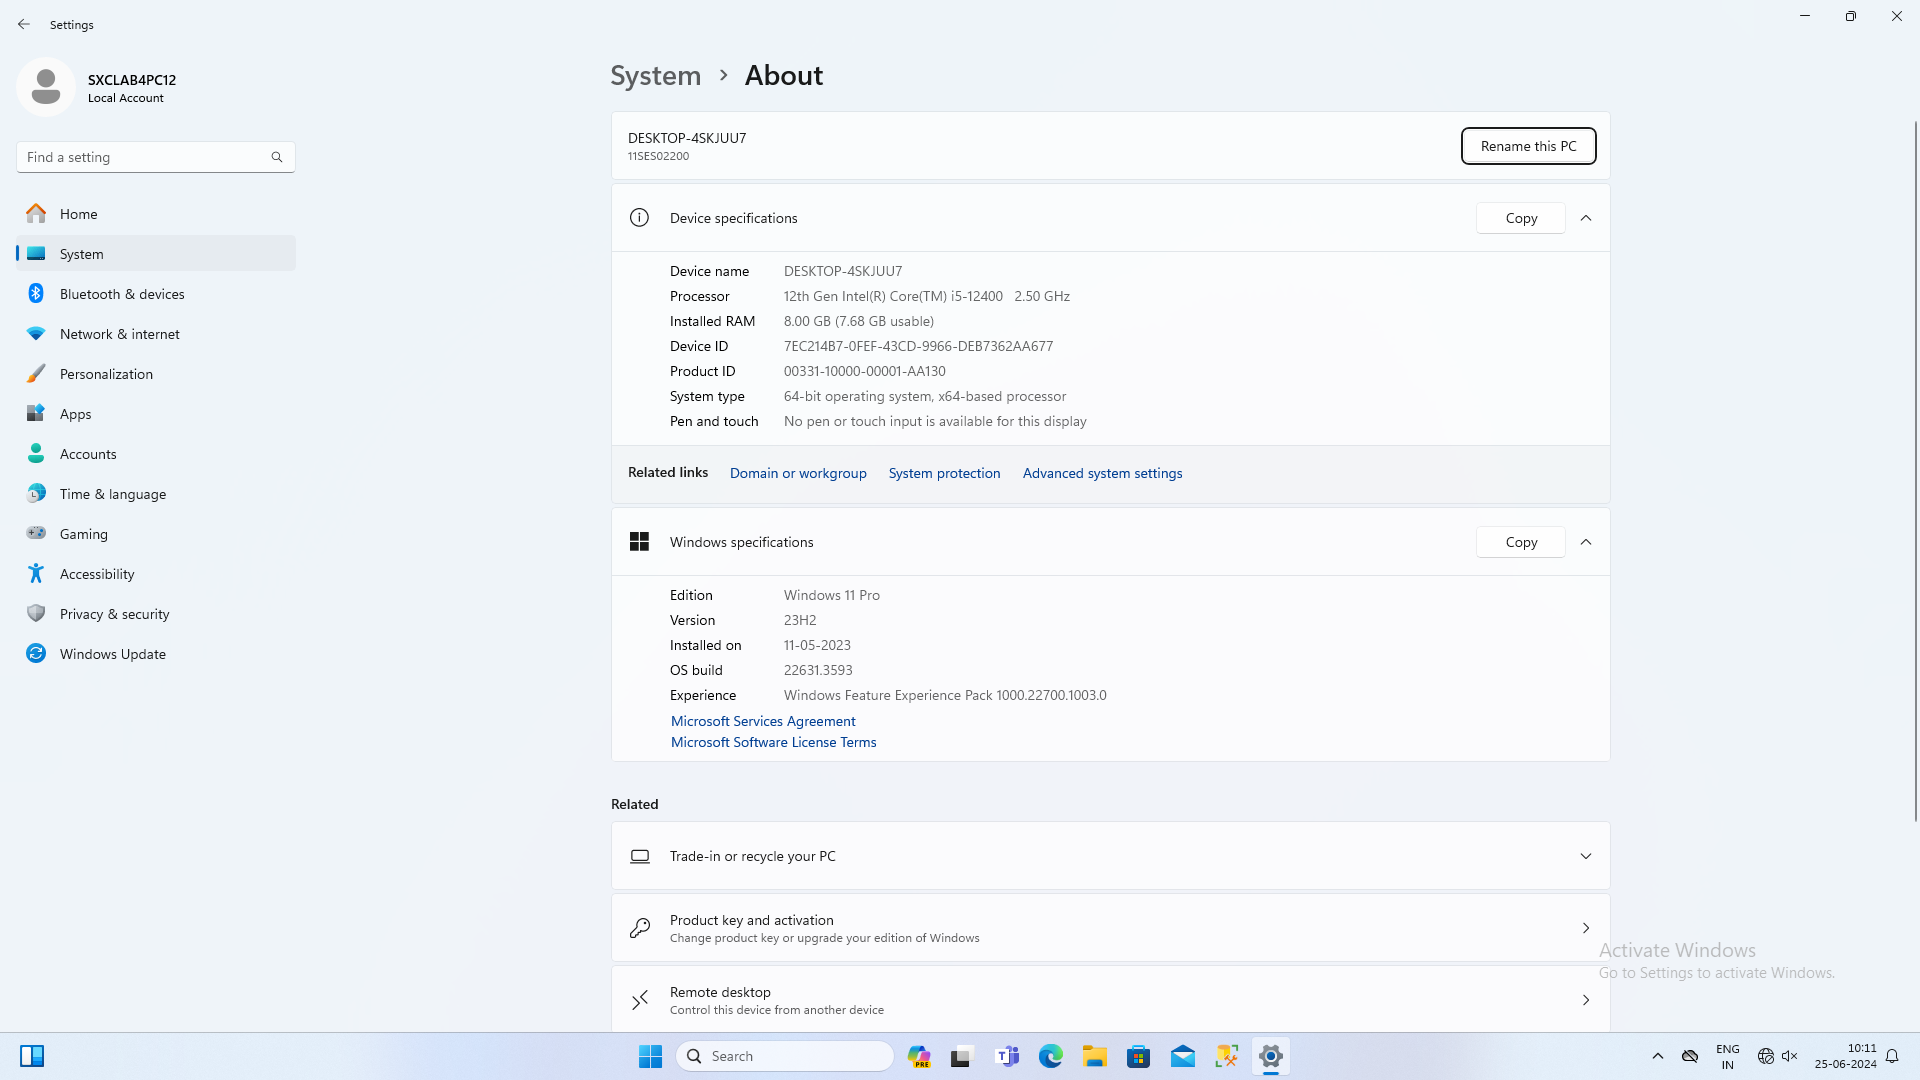 Settings
SXCLAB4PC12
Local Account
Find a setting
Home
System
Bluetooth & devices
Network & internet
Personalization
Apps
Accounts
Time & language
Gaming
Accessibility
Privacy & security
Windows Update
System > About
DESKTOP-4SKJUU7
11SES02200
Rename this PC
Device specifications
Copy
Device name DESKTOP-4SKJUU7
Processor 12th Gen Intel(R) Core(TM) i5-12400 2.50 GHz
Installed RAM 8.00 GB (7.68 GB usable)
Device ID 7EC214B7-0FEF-43CD-9966-DEB7362AA677
Product ID 00331-10000-00001-AA130
System type 64-bit operating system, x64-based processor
Pen and touch No pen or touch input is available for this display
Related links Domain or workgroup System protection Advanced system settings
Windows specifications
Copy
Edition Windows 11 Pro
Version 23H2
Installed on 11-05-2023
OS build 22631.3593
Experience Windows Feature Experience Pack 1000.22700.1003.0
Microsoft Services Agreement
Microsoft Software License Terms
Related
Trade-in or recycle your PC
Product key and activation
Change product key or upgrade your edition of Windows
Remote desktop
Control this device from another device
Activate Windows
Go to Settings to activate Windows.
Search
PRE
ENG
IN
10:11
25-06-2024